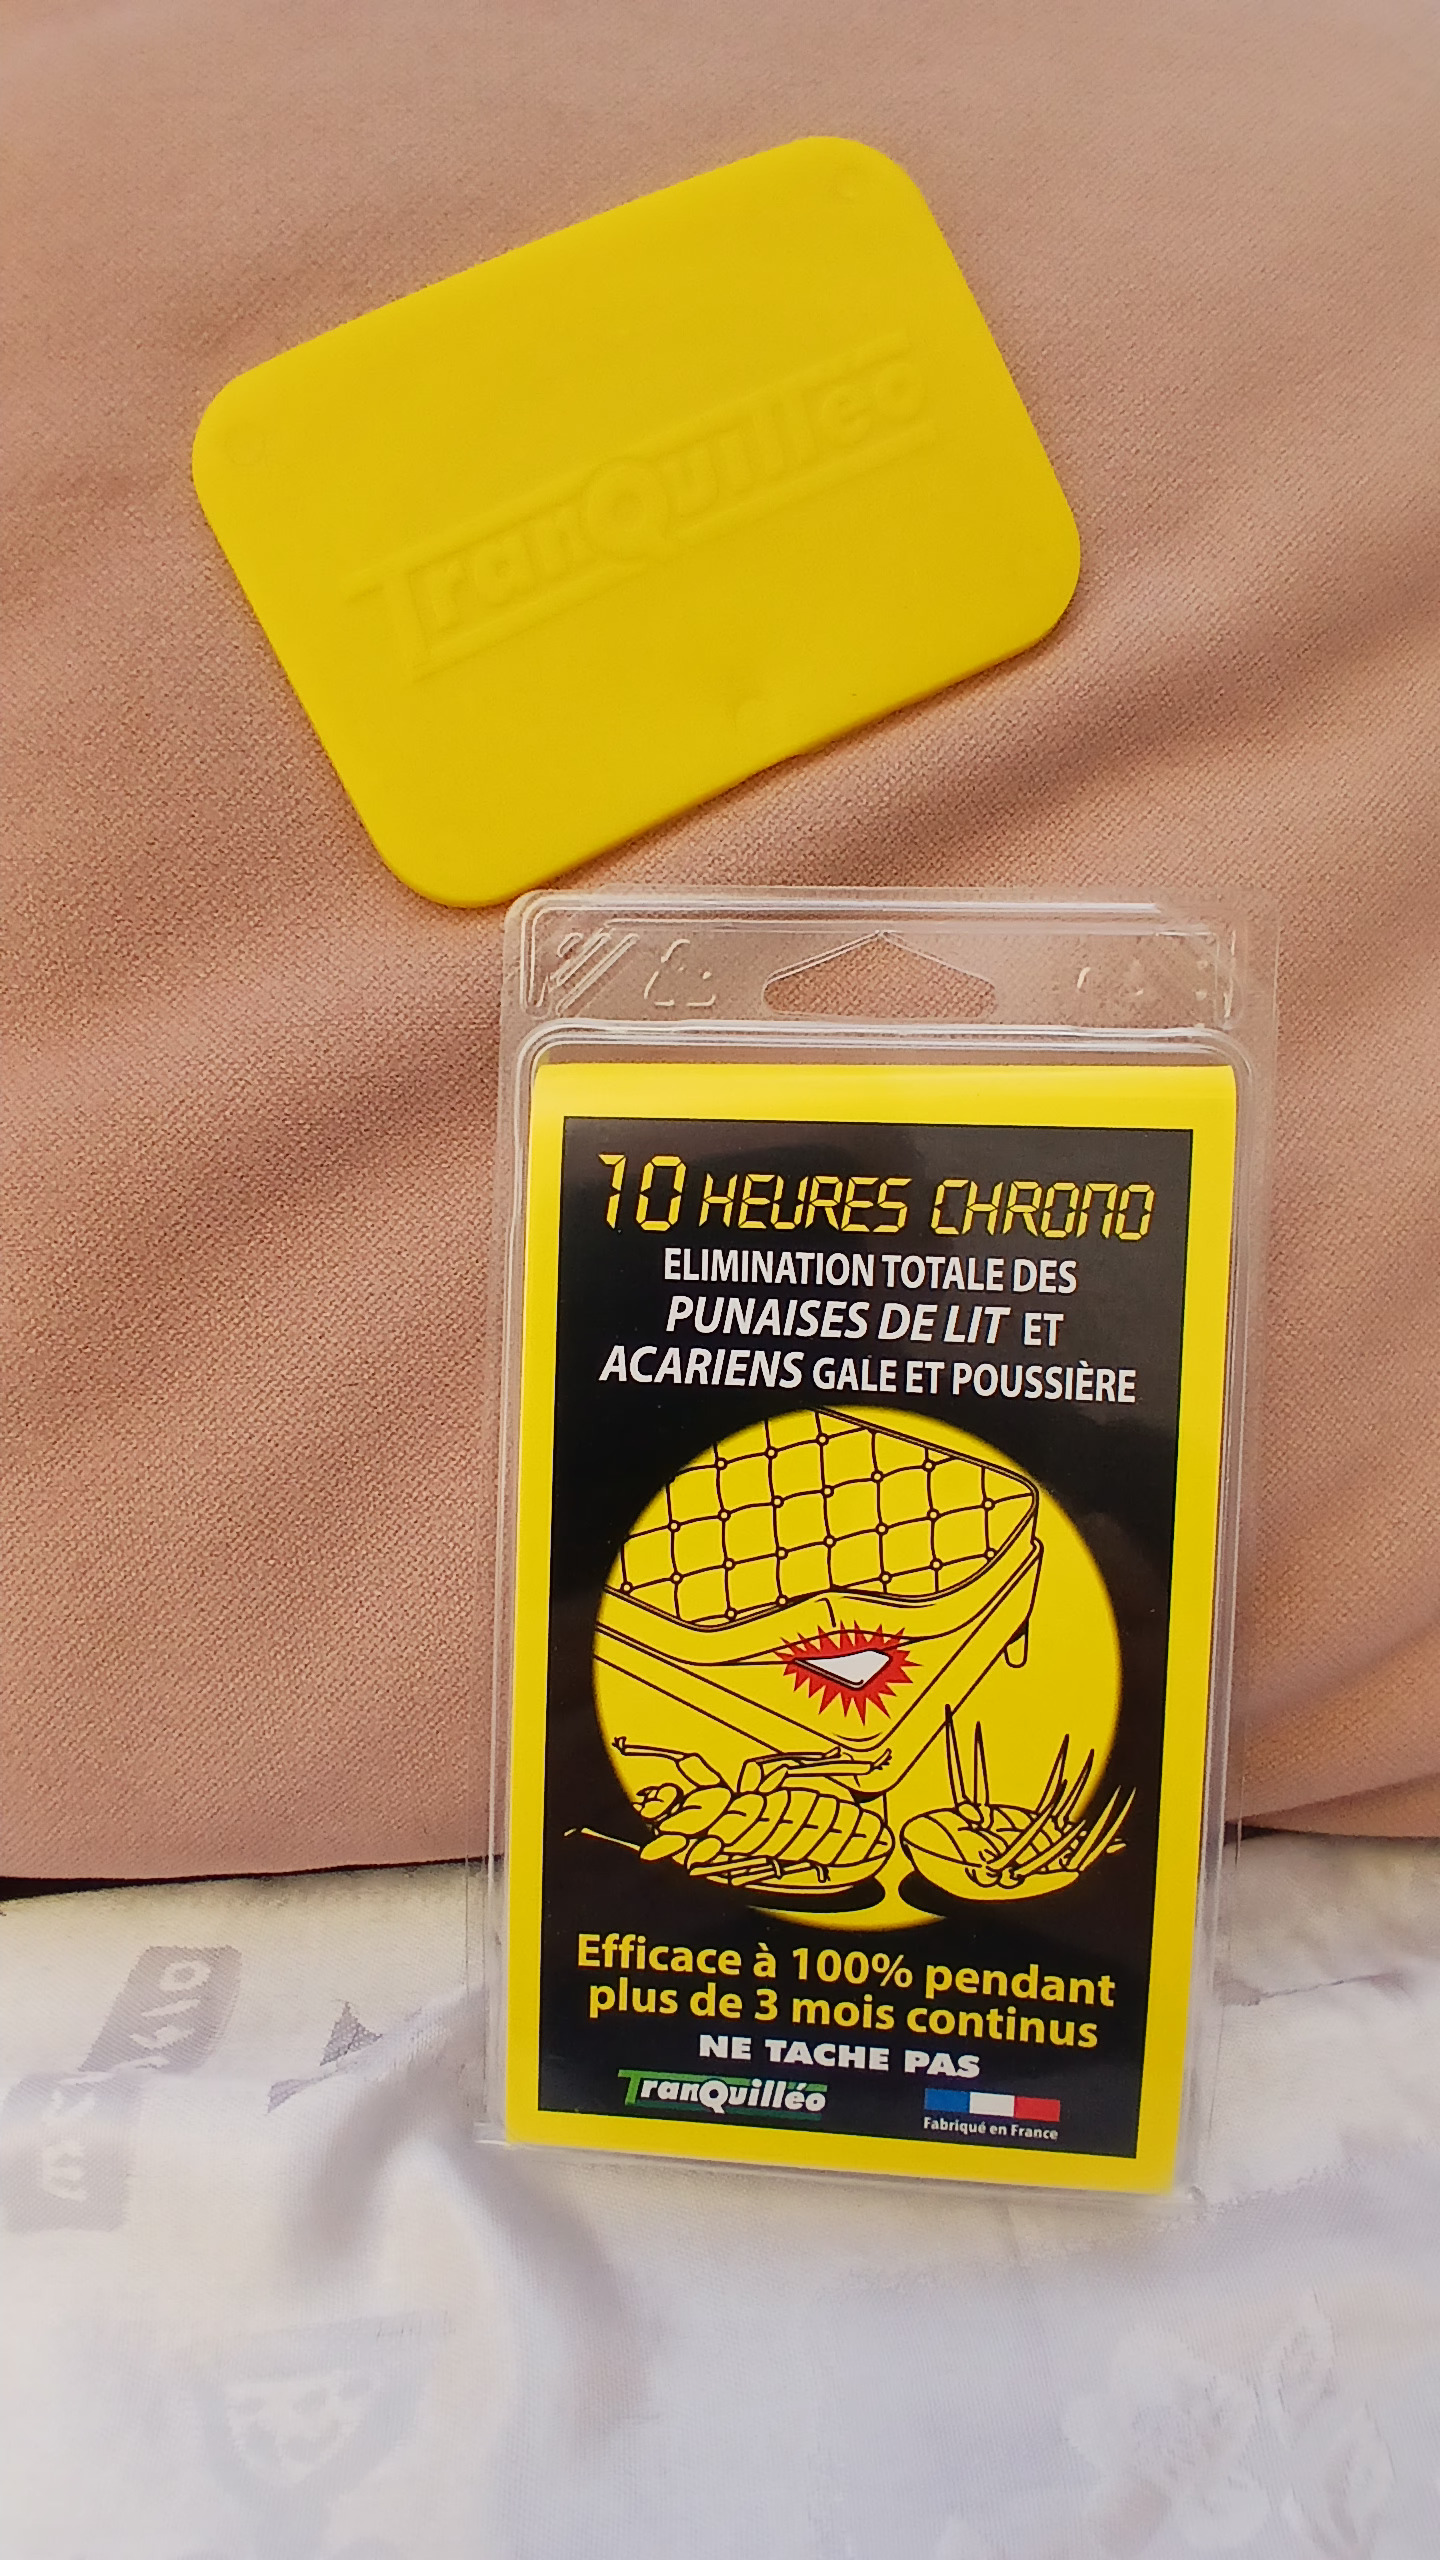 TranQuilléo
10 HEURES CHRONO
ELIMINATION TOTALE DES
PUNAISES DE LIT ET
ACARIENS GALE ET POUSSIÈRE
Efficace à 100% pendant
plus de 3 mois continus
NE TACHE PAS
TranQuilléo
Fabriqué en France